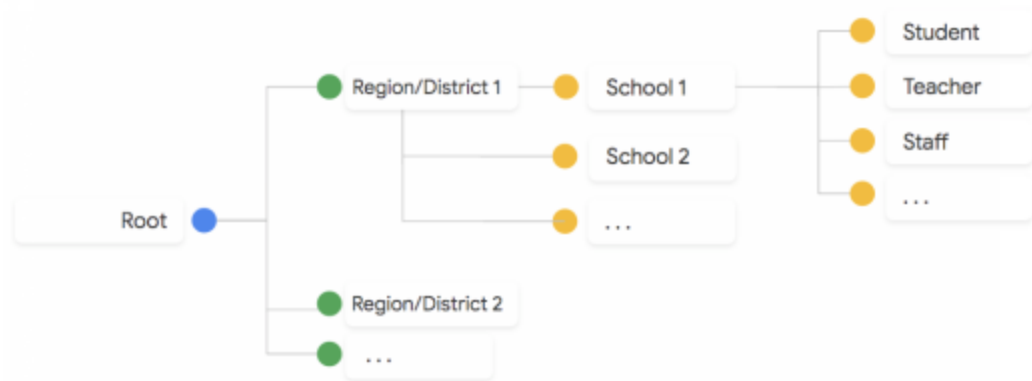 Root
Region/District 1
School 1
School 2
...
Student
Teacher
Staff
...
Region/District 2
...